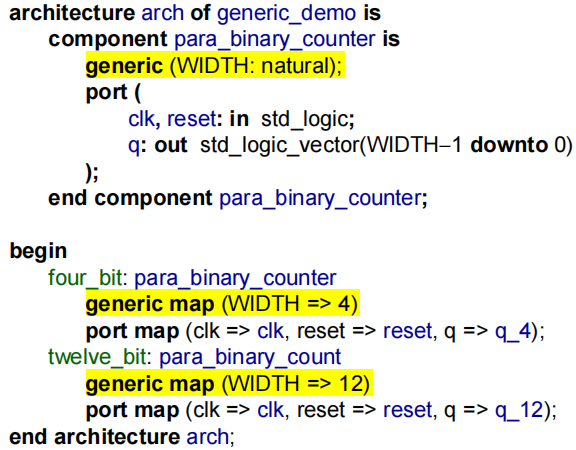 architecture arch of generic_demo is
component para_binary_counter is
generic (WIDTH: natural);
port (
clk, reset: in std_logic;
q: out std_logic_vector(WIDTH−1 downto 0)
);
end component para_binary_counter;
begin
four_bit: para_binary_counter
generic map (WIDTH => 4)
port map (clk => clk, reset => reset, q => q_4);
twelve_bit: para_binary_count
generic map (WIDTH => 12)
port map (clk => clk, reset => reset, q => q_12);
end architecture arch;